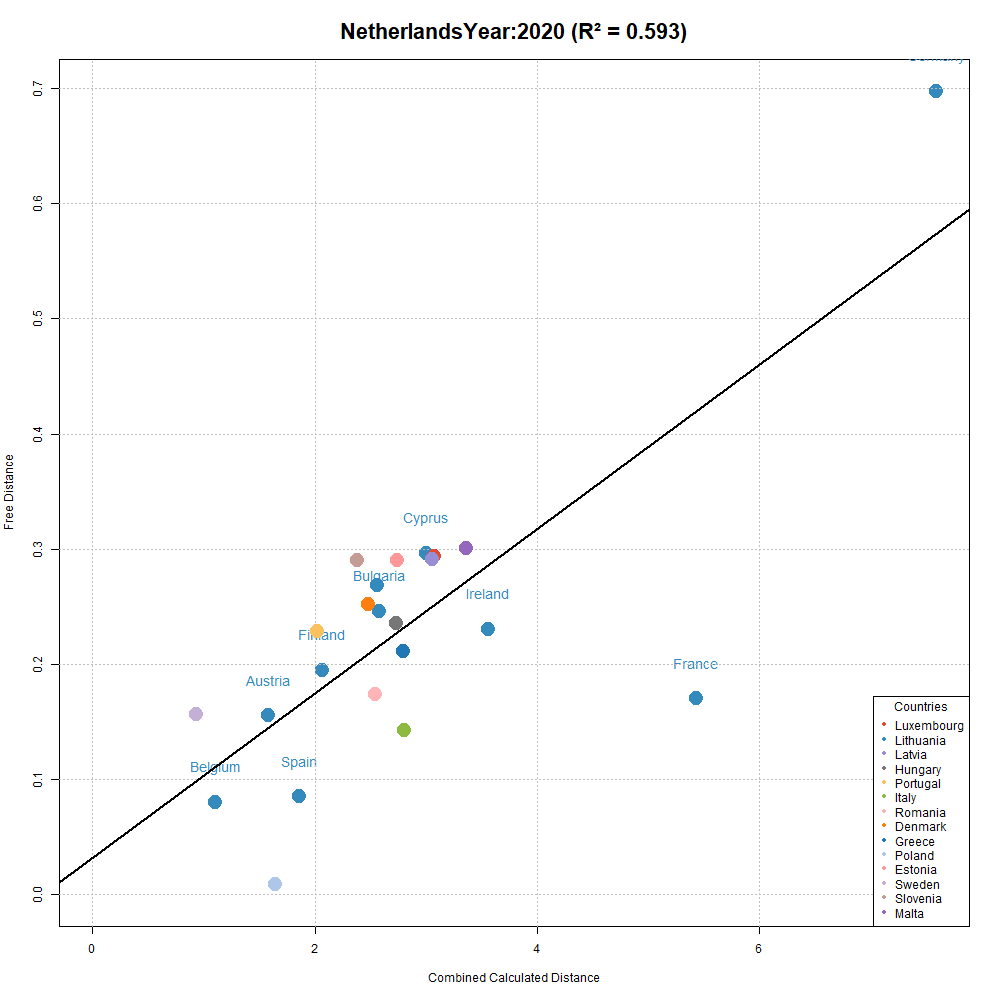 NetherlandsYear:2020 (R² = 0.593)
0.7
0.6
0.5
0.4
0.3
0.2
0.1
0.0
Free Distance
Cyprus
Bulgaria
Ireland
Finland
France
Austria
Belgium
Spain
Countries
Luxembourg
Lithuania
Latvia
Hungary
Portugal
Italy
Romania
Denmark
Greece
Poland
Estonia
Sweden
Slovenia
Malta
0 2 4 6
Combined Calculated Distance